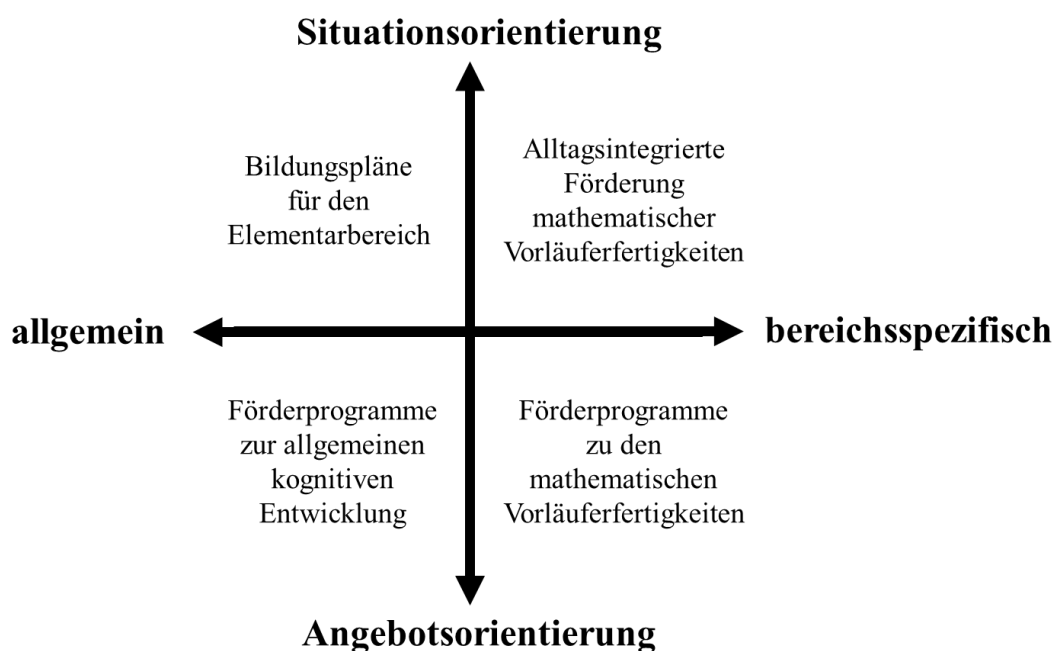 Situationsorientierung
Bildungspläne
für den
Elementarbereich
Alltagsintegrierte
Förderung
mathematischer
Vorläuferfertigkeiten
allgemein
bereichsspezifisch
Förderprogramme
zur allgemeinen
kognitiven
Entwicklung
Förderprogramme
zu den
mathematischen
Vorläuferfertigkeiten
Angebotsorientierung